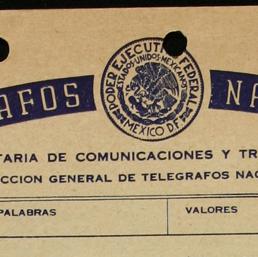 PODER EJECUTIVO FEDERAL
ESTADOS UNIDOS MEXICANOS
MEXICO D.F.
AFOS NA
TARIA DE COMUNICACIONES Y TR
CCION GENERAL DE TELEGRAFOS NAC
PALABRAS VALORES